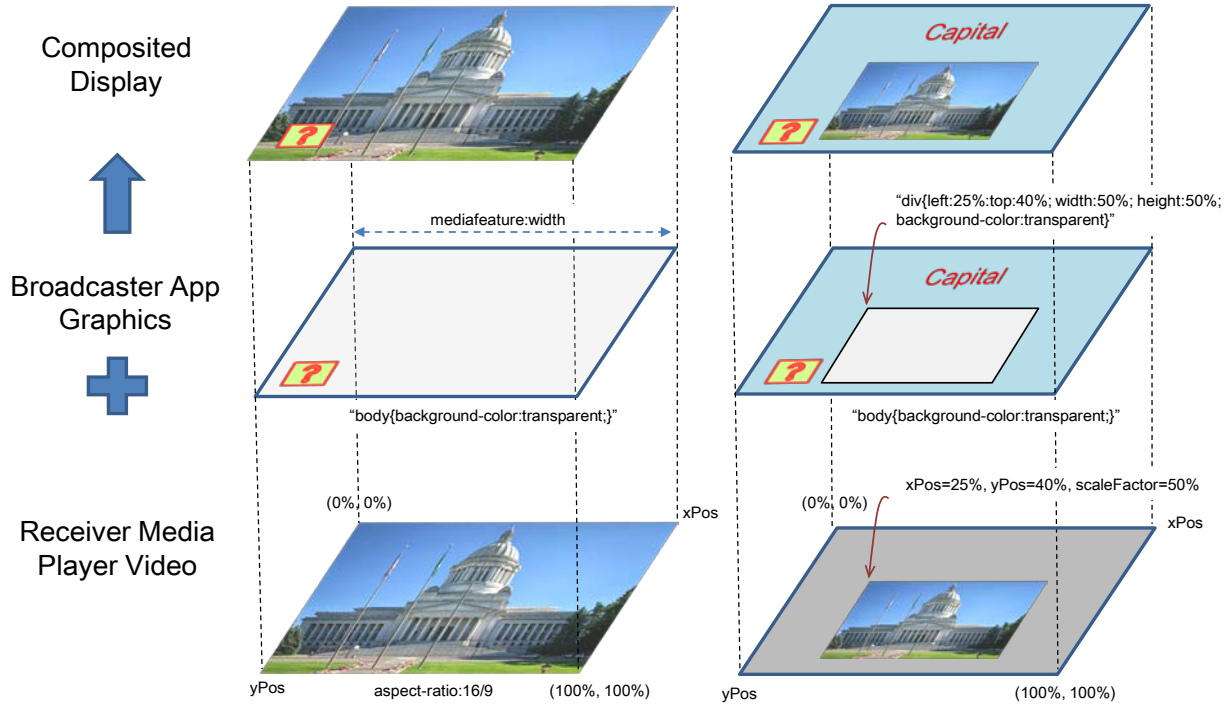 Composited
Display
Capital
?
?
"div{left:25%:top:40%; width:50%; height:50%;
background-color:transparent}"
mediafeature:width
Broadcaster App
Graphics
Capital
?
?
"body{background-color:transparent;}"
"body{background-color:transparent;}"
xPos=25%, yPos=40%, scaleFactor=50%
(0%, 0%)
(0%, 0%)
xPos
xPos
Receiver Media
Player Video
yPos
aspect-ratio:16/9
(100%, 100%)
yPos
(100%, 100%)